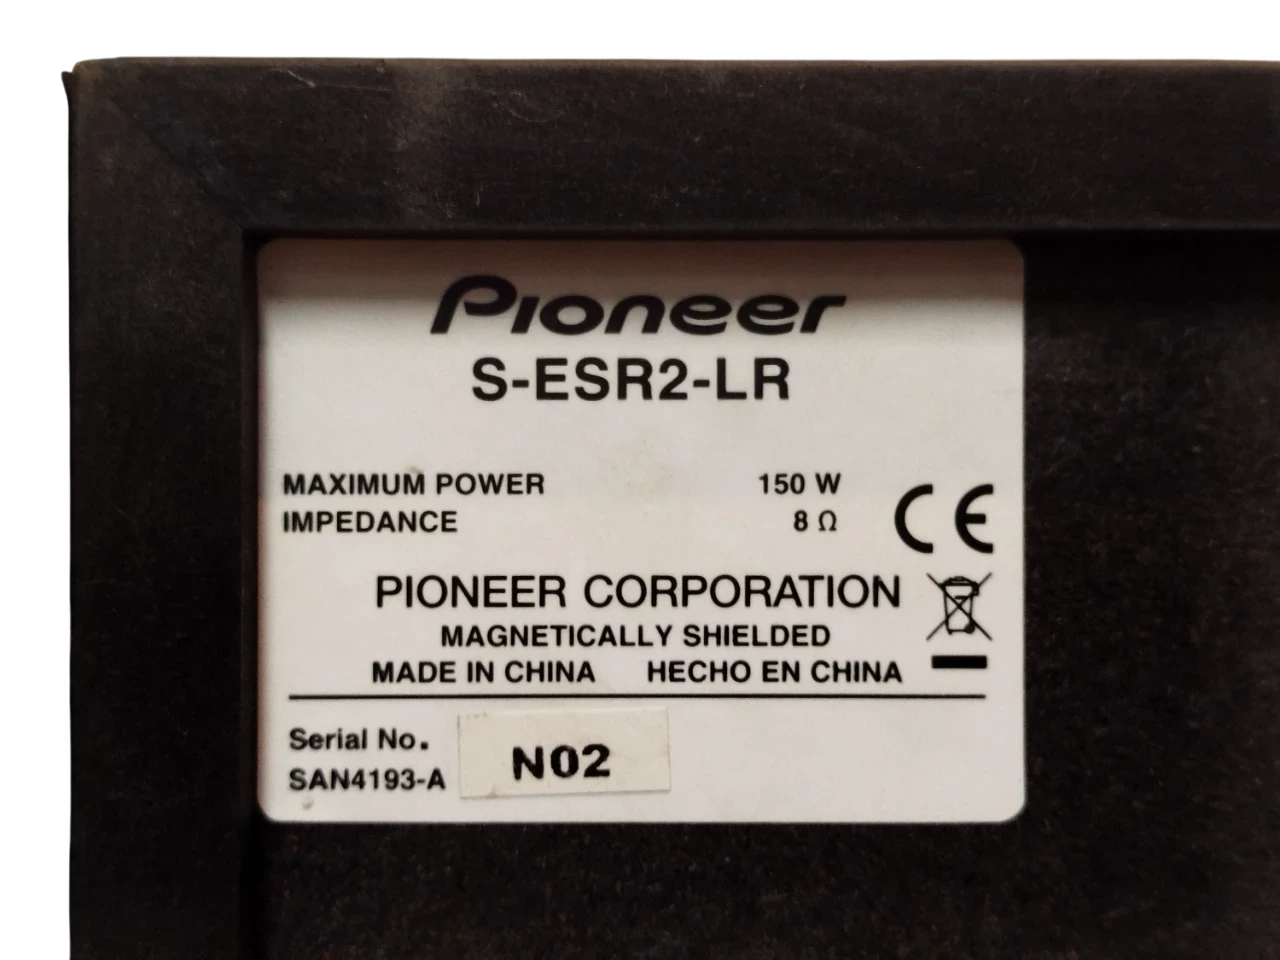 Pioneer
S-ESR2-LR
MAXIMUM POWER 150 W
IMPEDANCE 8 Ω
CE
PIONEER CORPORATION
MAGNETICALLY SHIELDED
MADE IN CHINA HECHO EN CHINA
Serial No.
N02
SAN4193-A